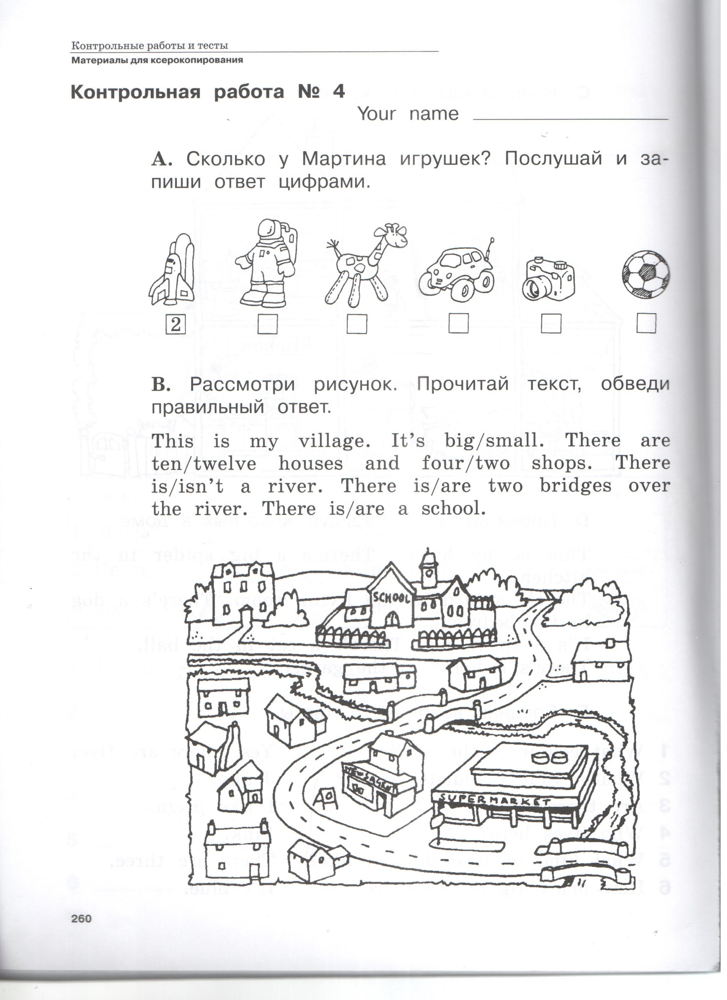 Контрольные работы и тесты
Материалы для ксерокопирования
Контрольная работа № 4
Your name
A. Сколько у Мартина игрушек? Послушай и за-
пиши ответ цифрами.
2
B. Рассмотри рисунок. Прочитай текст, обведи
правильный ответ.
This is my village. It’s big/small. There are
ten/twelve houses and four/two shops. There
is/isn’t a river. There is/are two bridges over
the river. There is/are a school.
SCHOOL
NEWSAGENT
SUPERMARKET
260